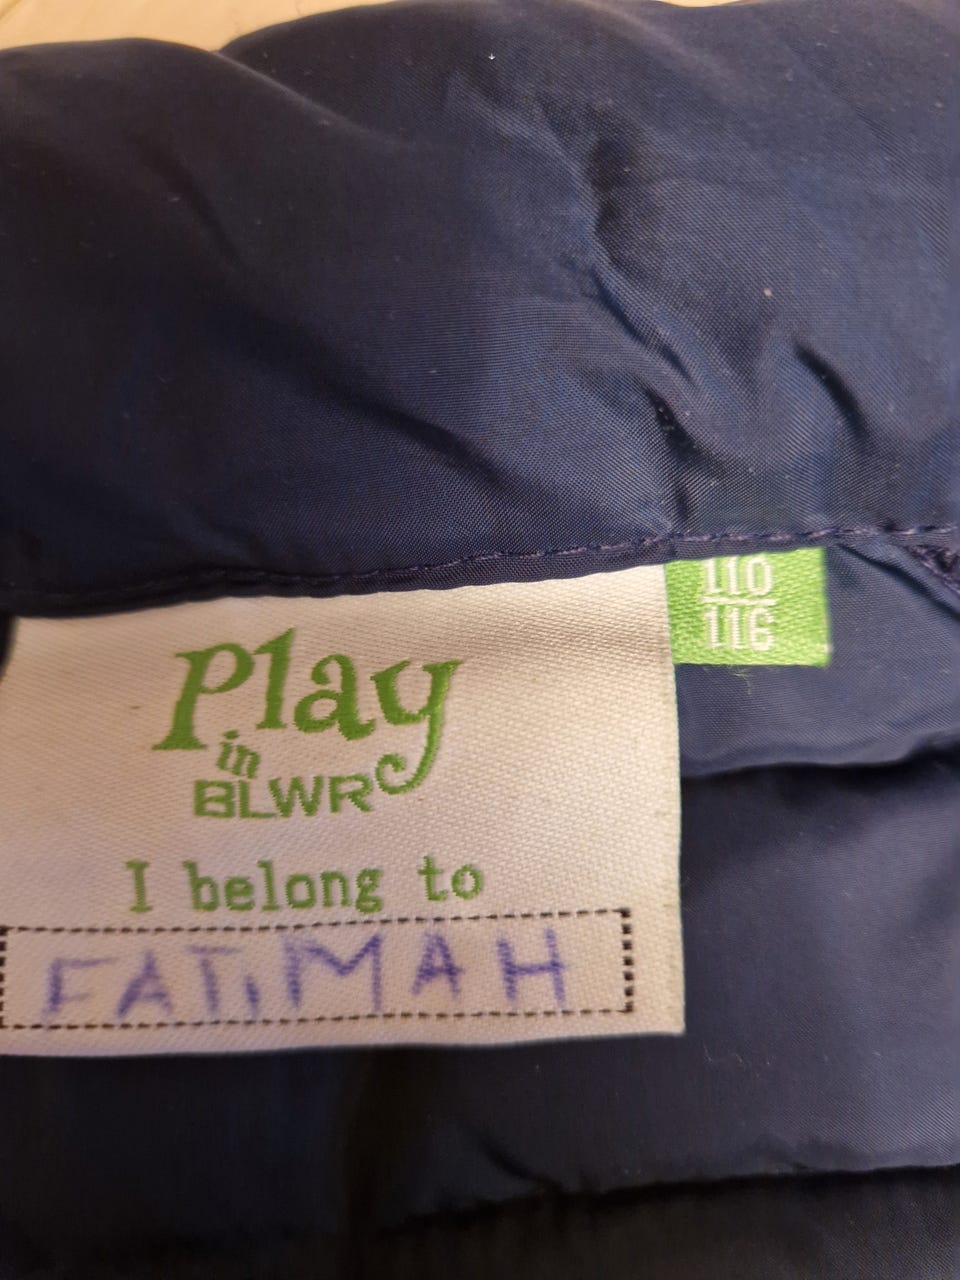 110
116
Play
in
BLWR
I belong to
FATIMAH